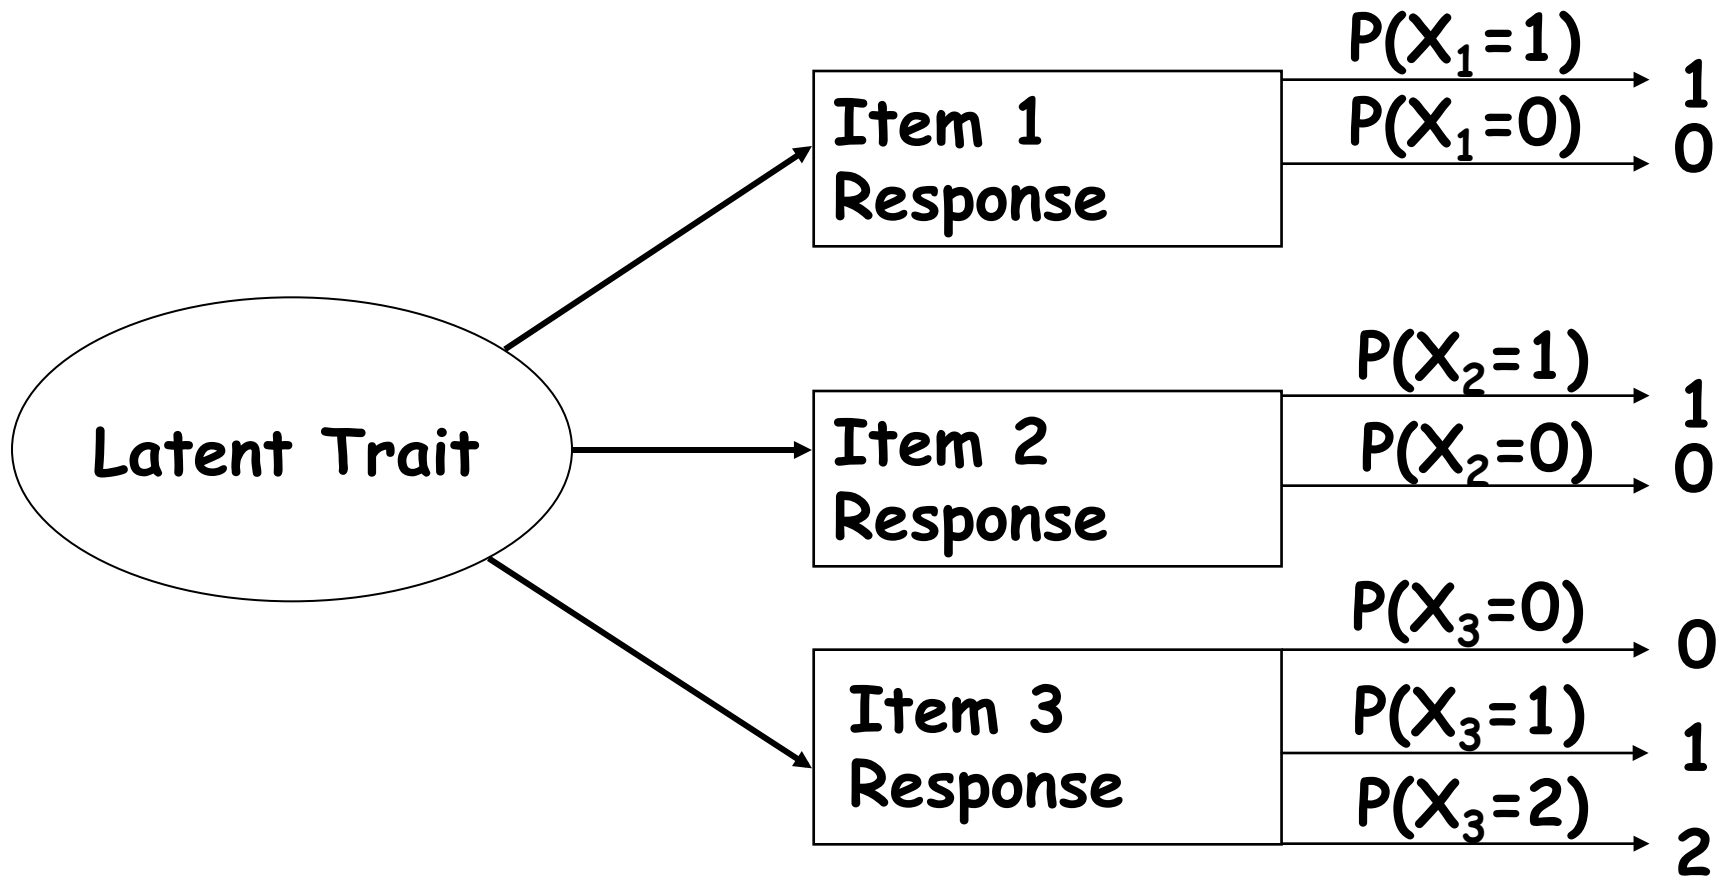 Latent Trait
Item 1
Response
P(X₁=1)
1
P(X₁=0)
0
Item 2
Response
P(X₂=1)
1
P(X₂=0)
0
Item 3
Response
P(X₃=0)
0
P(X₃=1)
1
P(X₃=2)
2